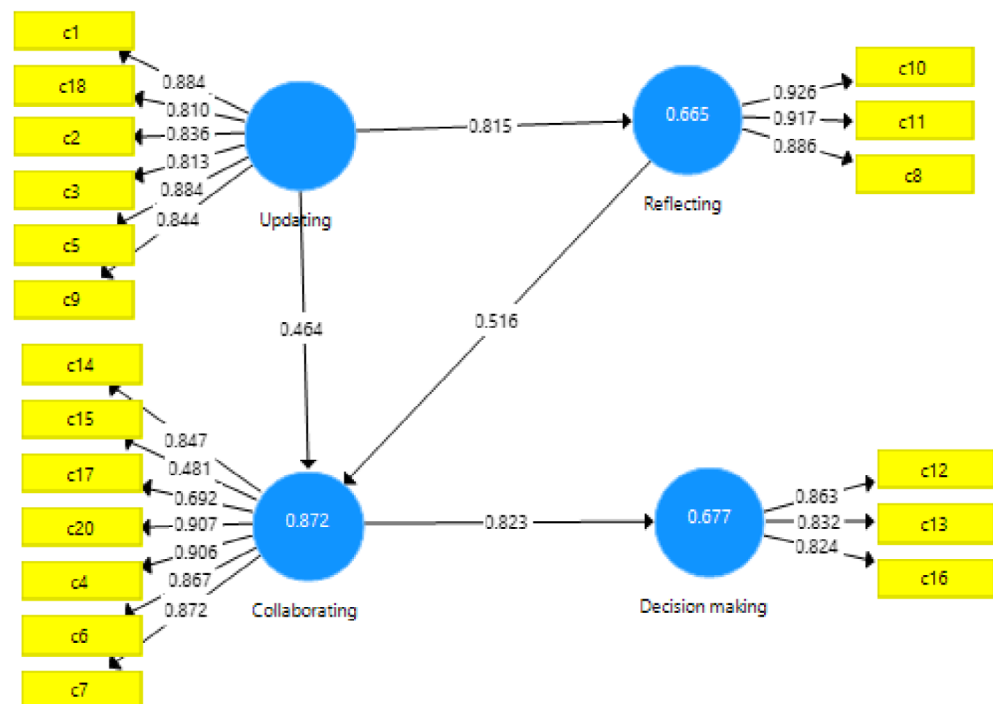 c1
c18
c2
c3
c5
c9
0.884
0.810
0.836
0.813
0.884
0.844
Updating
0.815
0.665
Reflecting
0.926
0.917
0.886
c10
c11
c8
0.464
0.516
c14
c15
c17
c20
c4
c6
c7
0.847
0.481
0.692
0.907
0.906
0.867
0.872
0.872
Collaborating
0.823
0.677
Decision making
0.863
0.832
0.824
c12
c13
c16